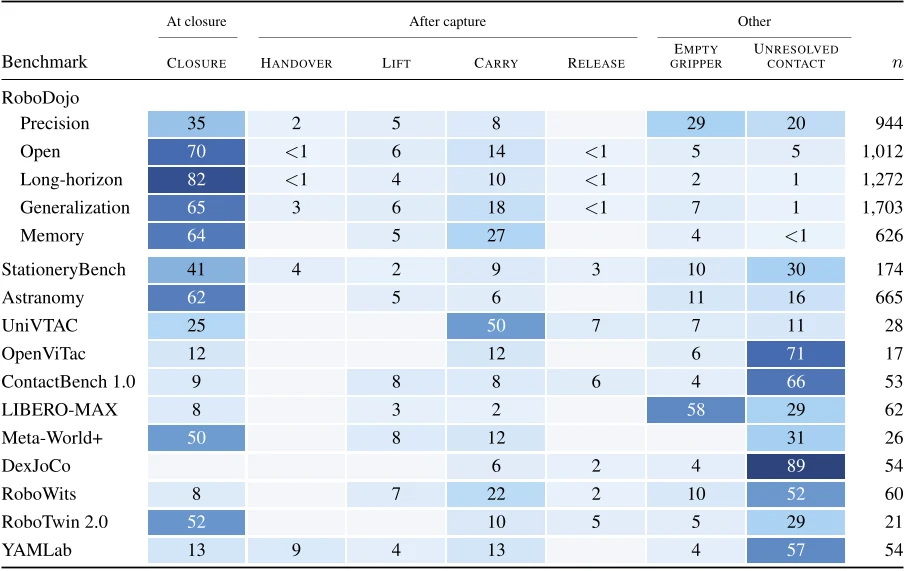 At closure After capture Other
Benchmark CLOSURE HANDOVER LIFT CARRY RELEASE EMPTY GRIPPER UNRESOLVED CONTACT n
RoboDojo
Precision 35 2 5 8 29 20 944
Open 70 <1 6 14 <1 5 5 1,012
Long-horizon 82 <1 4 10 <1 2 1 1,272
Generalization 65 3 6 18 <1 7 1 1,703
Memory 64 5 27 4 <1 626
StationeryBench 41 4 2 9 3 10 30 174
Astranomy 62 5 6 11 16 665
UniVTAC 25 50 7 7 11 28
OpenViTac 12 12 6 71 17
ContactBench 1.0 9 8 8 6 4 66 53
LIBERO-MAX 8 3 2 58 29 62
Meta-World+ 50 8 12 31 26
DexJoCo 6 2 4 89 54
RoboWits 8 7 22 2 10 52 60
RoboTwin 2.0 52 10 5 5 29 21
YAMLab 13 9 4 13 4 57 54